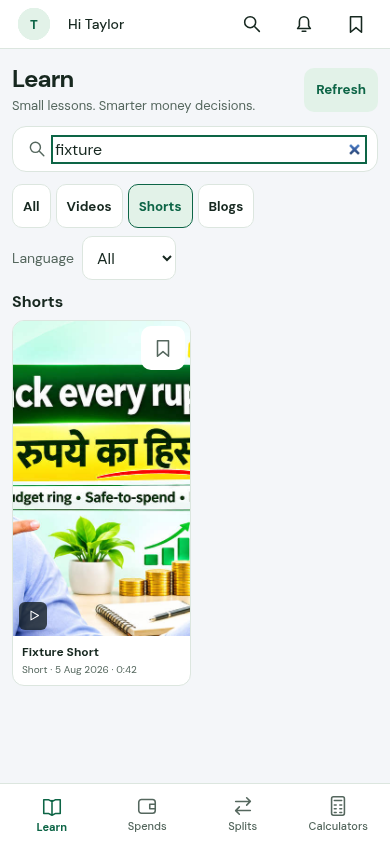 T
Hi Taylor
Learn
Small lessons. Smarter money decisions.
Refresh
fixture
All
Videos
Shorts
Blogs
Language
All
Shorts
ck every rup
रुपये का हिस
udget ring • Safe-to-spend •
Fixture Short
Short · 5 Aug 2026 · 0:42
Learn
Spends
Splits
Calculators